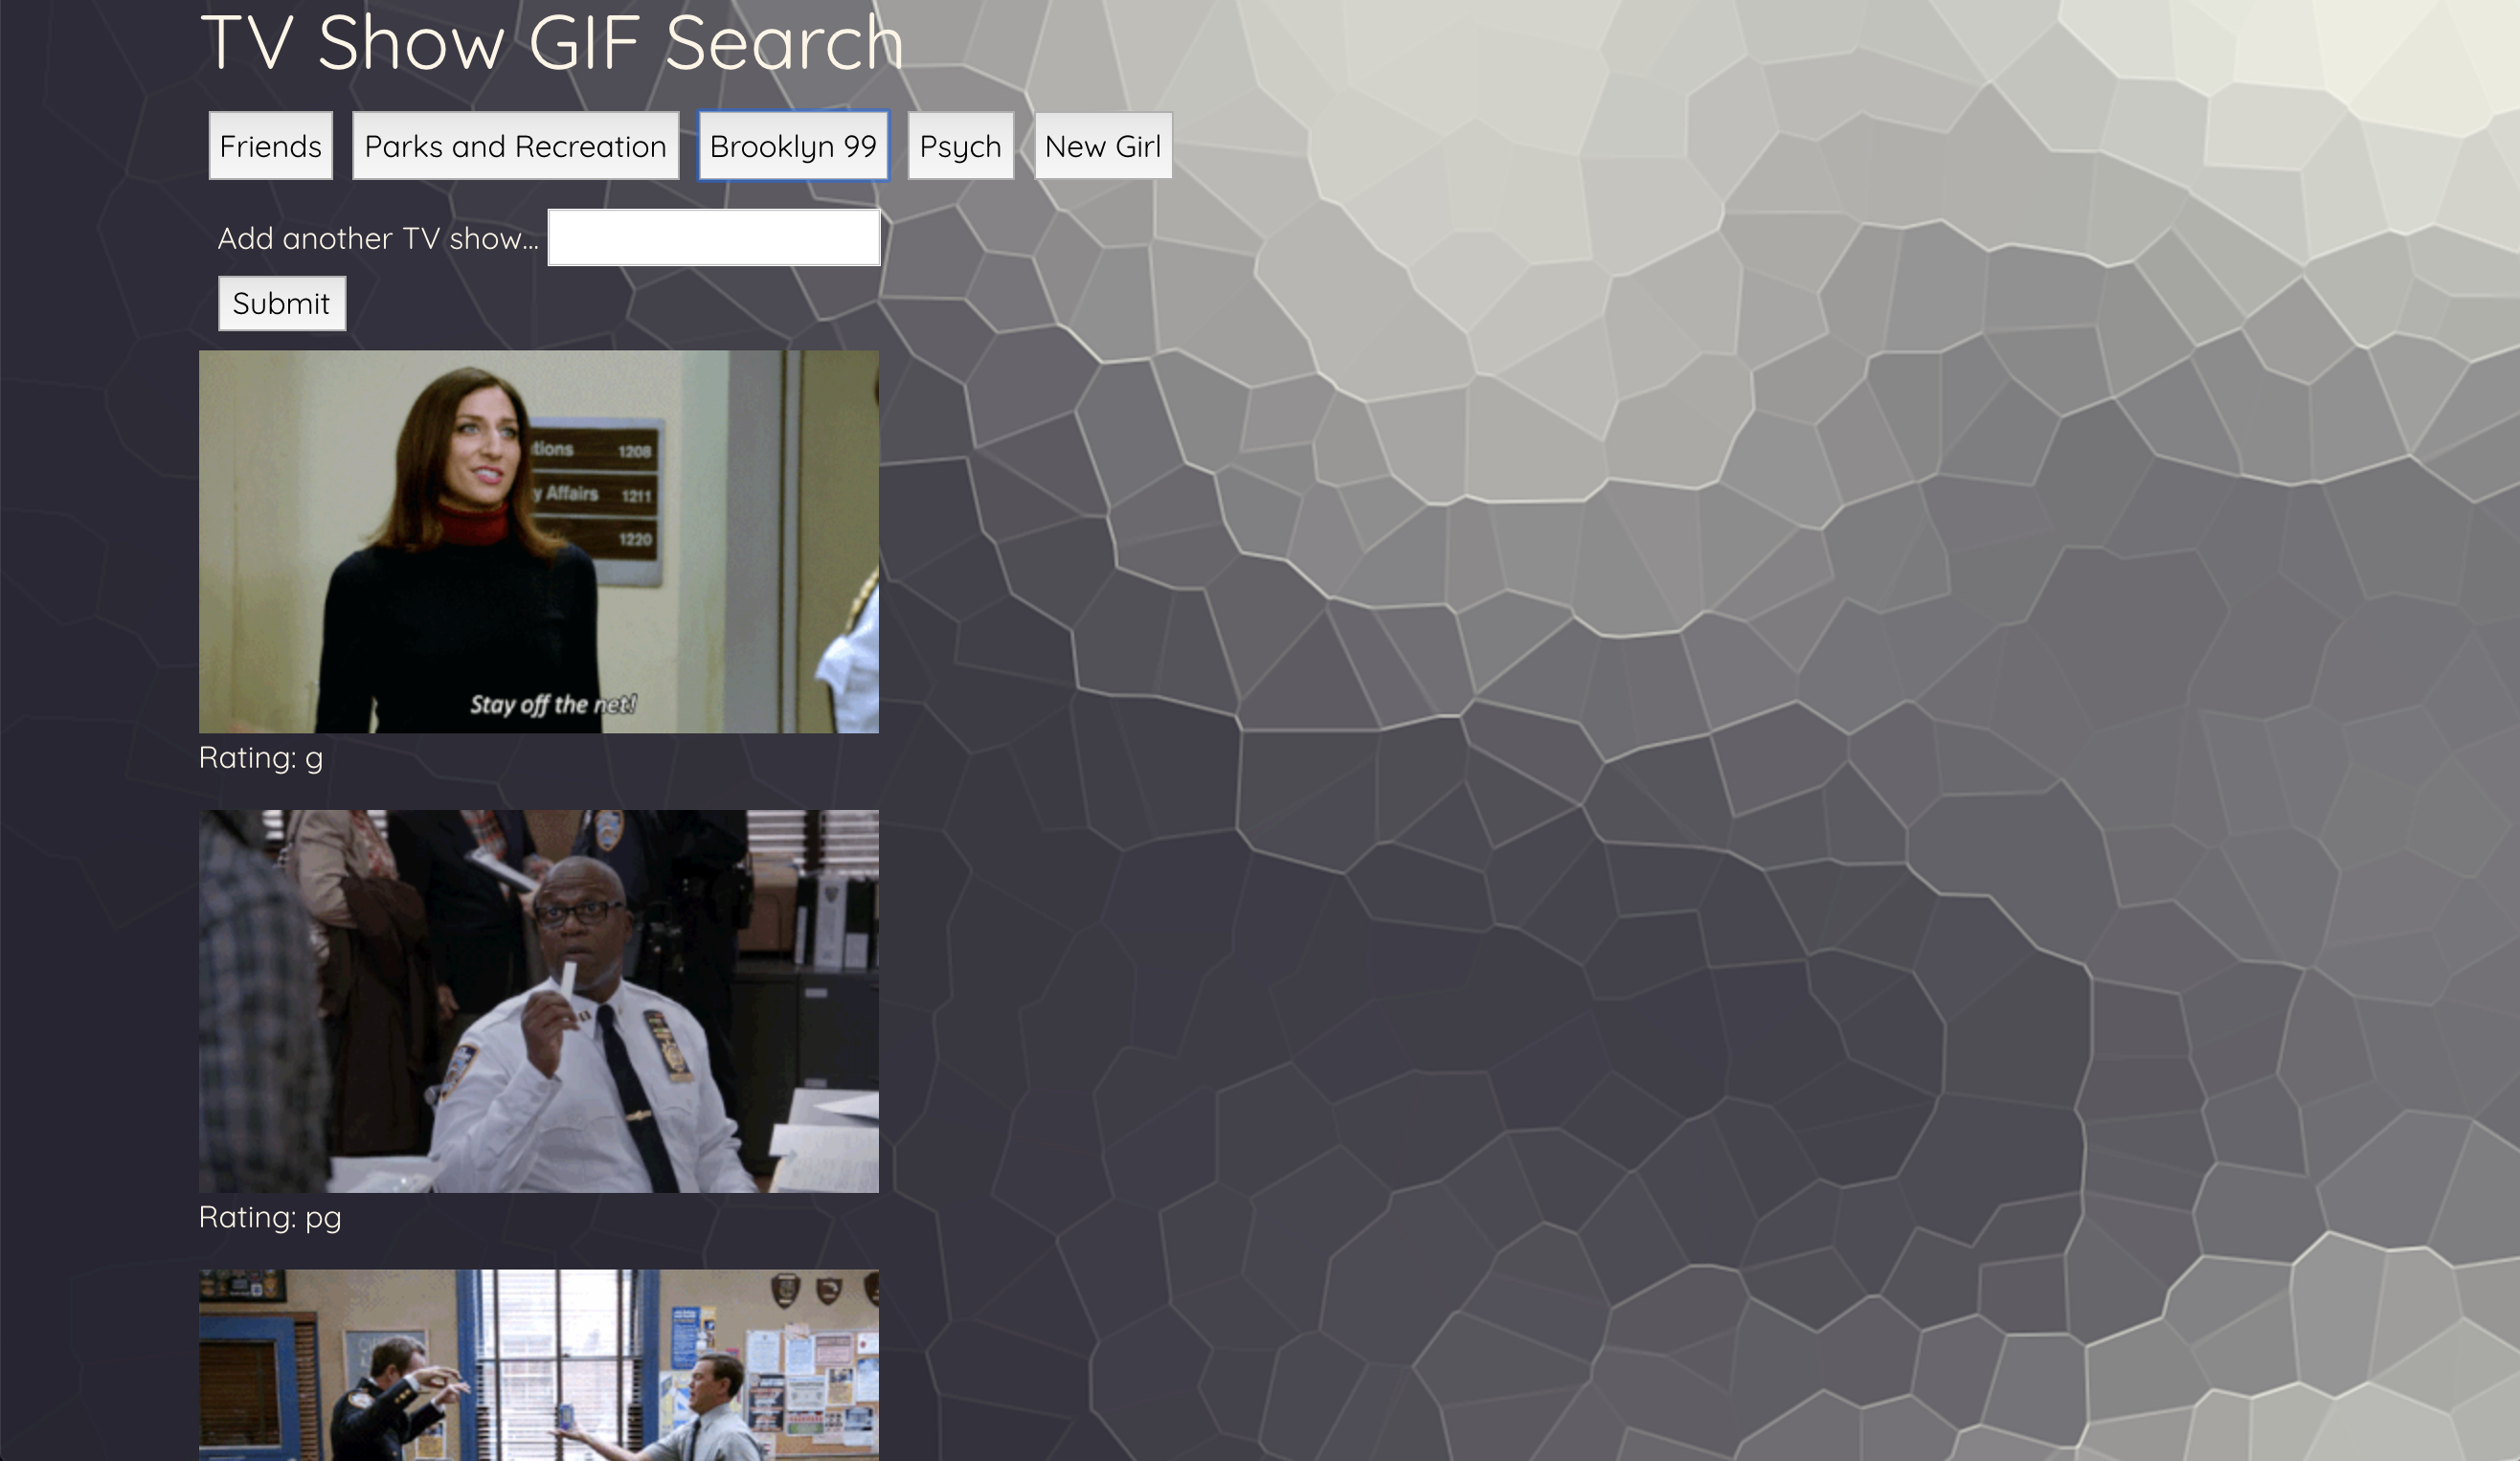 TV Show GIF Search
Friends
Parks and Recreation
Brooklyn 99
Psych
New Girl
Add another TV show...
Submit
tions 1208
y Affairs 1211
1220
Stay off the net!
Rating: g
Rating: pg